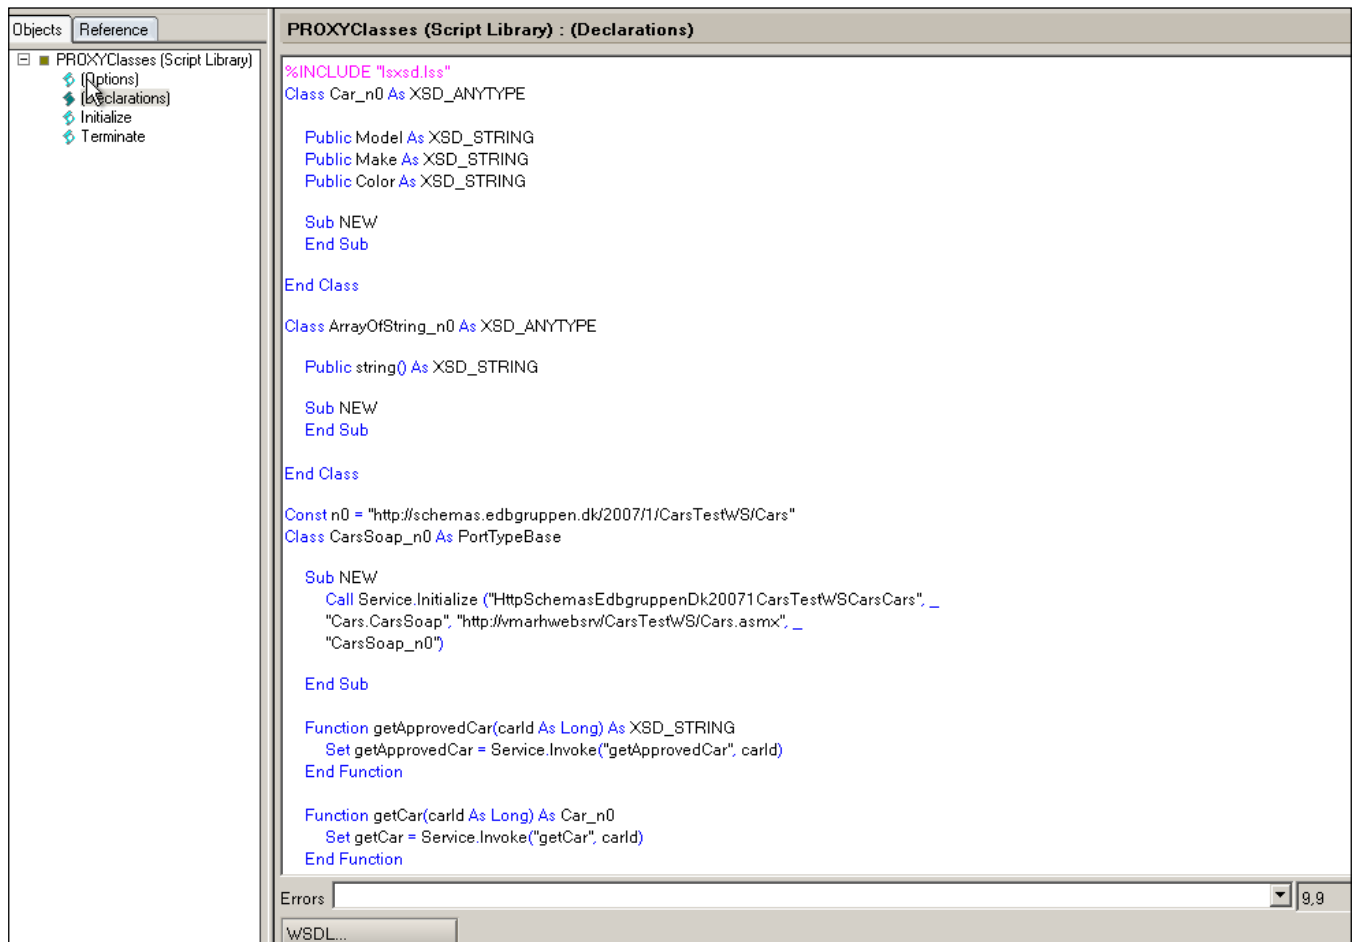 Objects Reference
PROXYClasses (Script Library)
(Options)
(Declarations)
Initialize
Terminate
PROXYClasses (Script Library) : (Declarations)
%INCLUDE "lsxsd.lss"
Class Car_n0 As XSD_ANYTYPE
Public Model As XSD_STRING
Public Make As XSD_STRING
Public Color As XSD_STRING
Sub NEW
End Sub
End Class
Class ArrayOfString_n0 As XSD_ANYTYPE
Public string() As XSD_STRING
Sub NEW
End Sub
End Class
Const n0 = "http://schemas.edbgruppen.dk/2007/1/CarsTestWS/Cars"
Class CarsSoap_n0 As PortTypeBase
Sub NEW
Call Service.Initialize ("HttpSchemasEdbgruppenDk20071CarsTestWSCarsCars", _
"Cars.CarsSoap", "http://vmarhwebsrv/CarsTestWS/Cars.asmx", _
"CarsSoap_n0")
End Sub
Function getApprovedCar(carId As Long) As XSD_STRING
Set getApprovedCar = Service.Invoke("getApprovedCar", carId)
End Function
Function getCar(carId As Long) As Car_n0
Set getCar = Service.Invoke("getCar", carId)
End Function
Errors 9,9
WSDL...